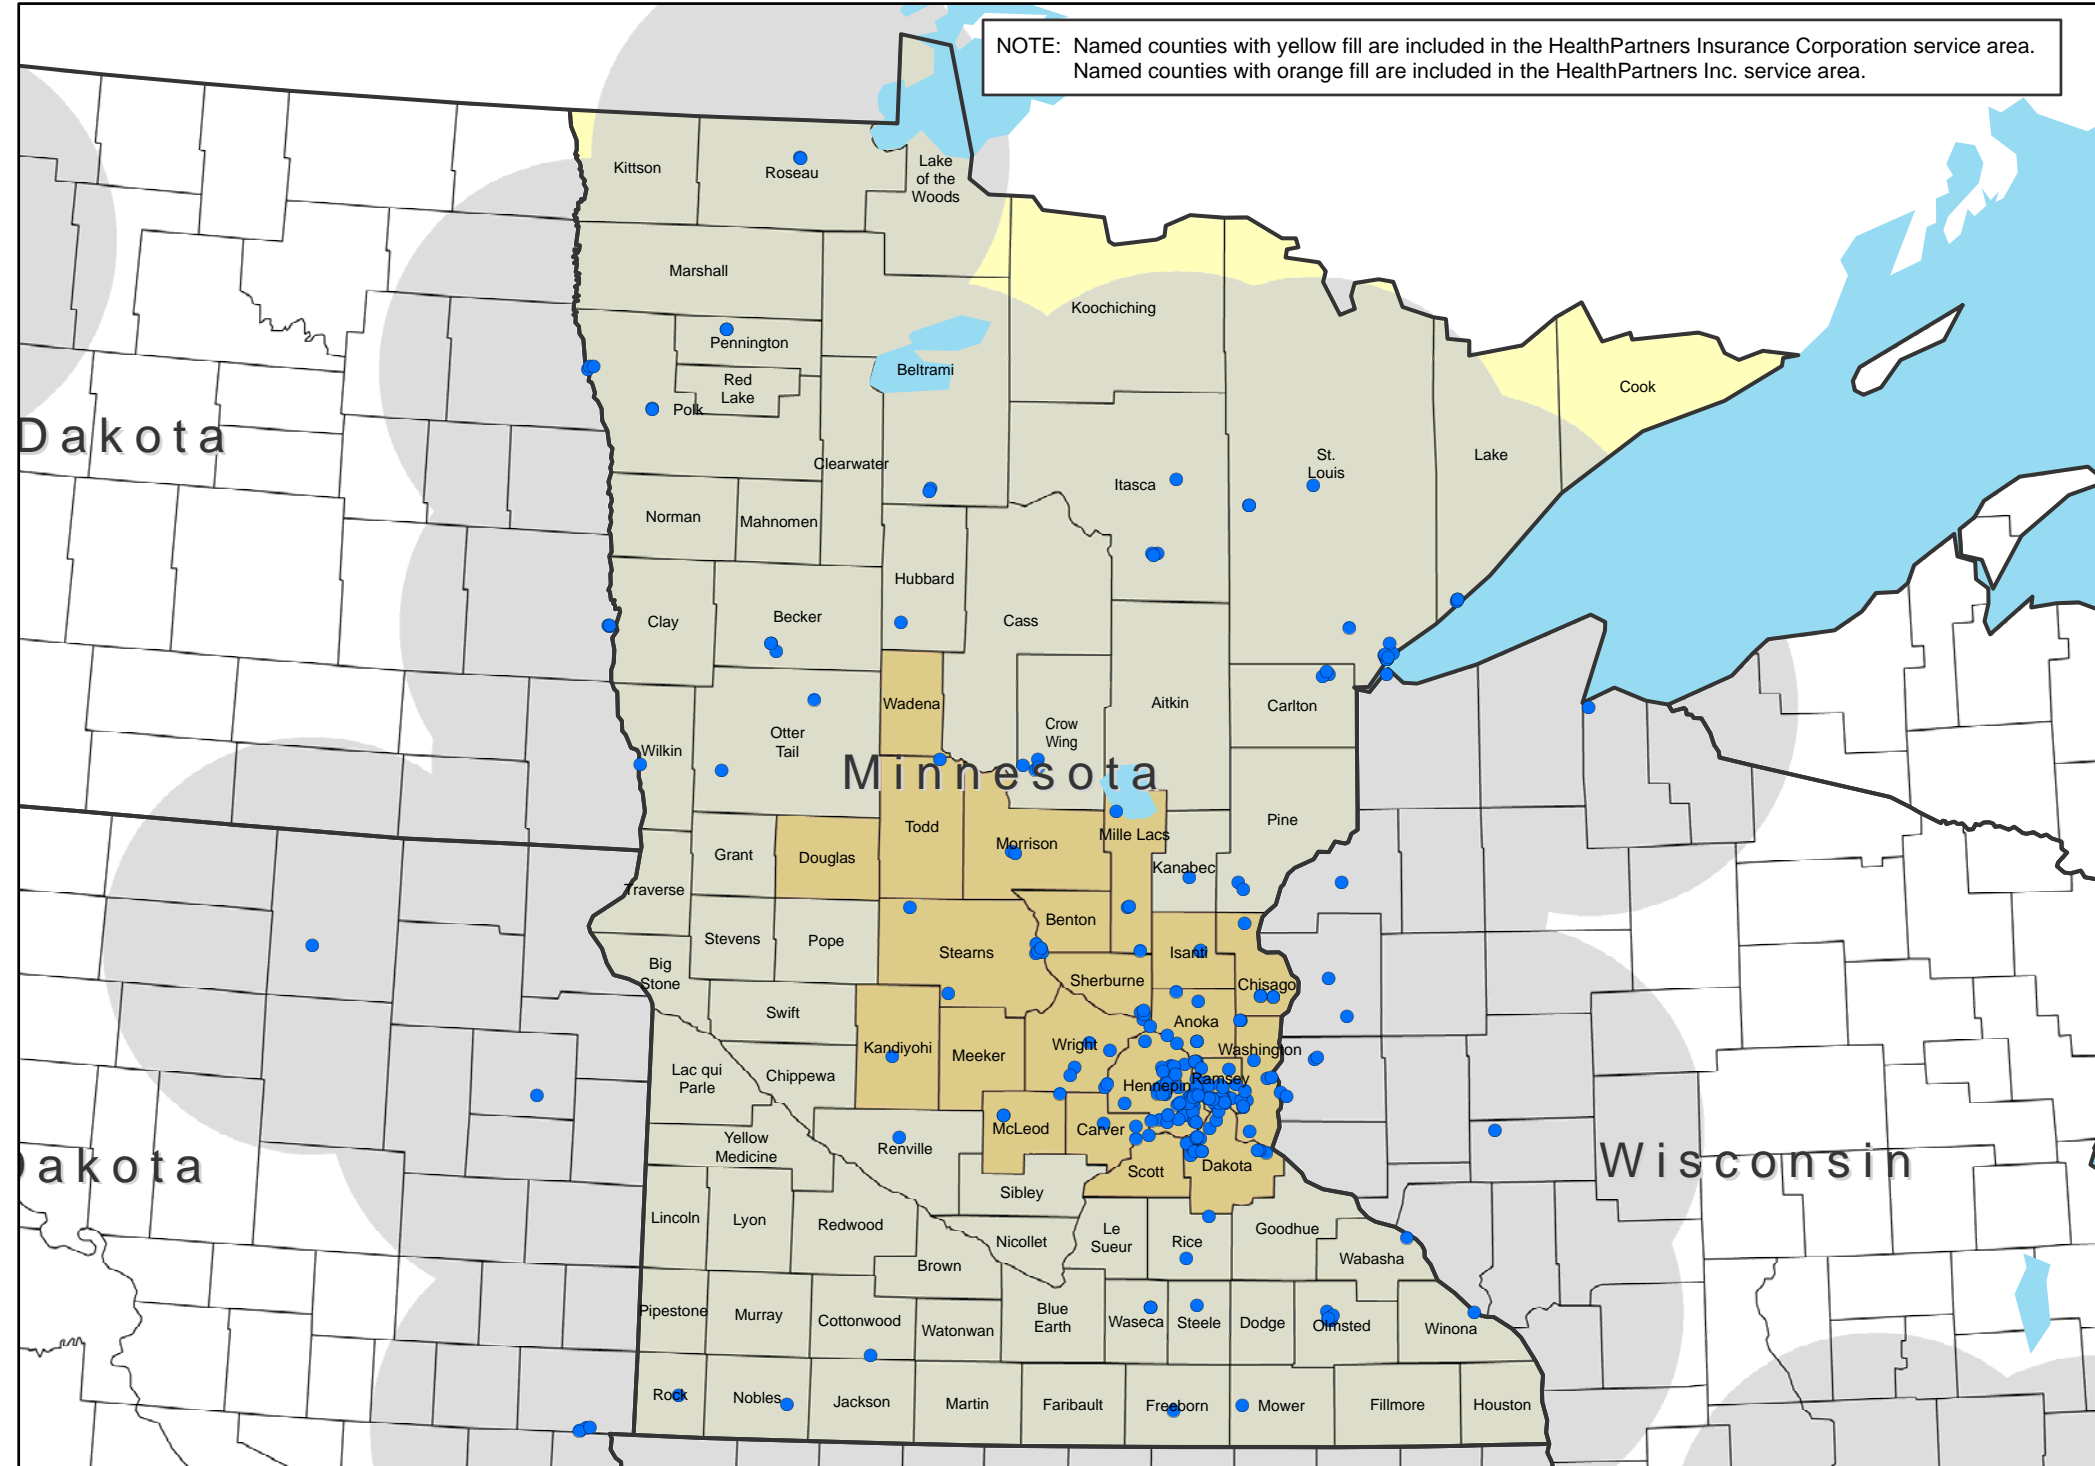 NOTE: Named counties with yellow fill are included in the HealthPartners Insurance Corporation service area.
Named counties with orange fill are included in the HealthPartners Inc. service area.
Kittson
Roseau
Lake
of the
Woods
Marshall
Koochiching
Pennington
Red
Lake
Beltrami
Cook
Polk
Dakota
Clearwater
Itasca
St.
Louis
Lake
Norman
Mahnomen
Hubbard
Clay
Becker
Cass
Wadena
Aitkin
Carlton
Otter
Tail
Crow
Wing
Wilkin
Minnesota
Todd
Morrison
Mille Lacs
Pine
Grant
Douglas
Kanabec
Traverse
Benton
Stevens
Pope
Stearns
Isanti
Big
Stone
Sherburne
Chisago
Swift
Anoka
Kandiyohi
Meeker
Wright
Washington
Lac qui
Parle
Chippewa
Hennepin
Ramsey
McLeod
Carver
Yellow
Medicine
Renville
Dakota
Scott
Dakota
Wisconsin
Sibley
Lincoln
Lyon
Redwood
Nicollet
Le
Sueur
Rice
Goodhue
Brown
Wabasha
Pipestone
Murray
Cottonwood
Watonwan
Blue
Earth
Waseca
Steele
Dodge
Olmsted
Winona
Rock
Nobles
Jackson
Martin
Faribault
Freeborn
Mower
Fillmore
Houston